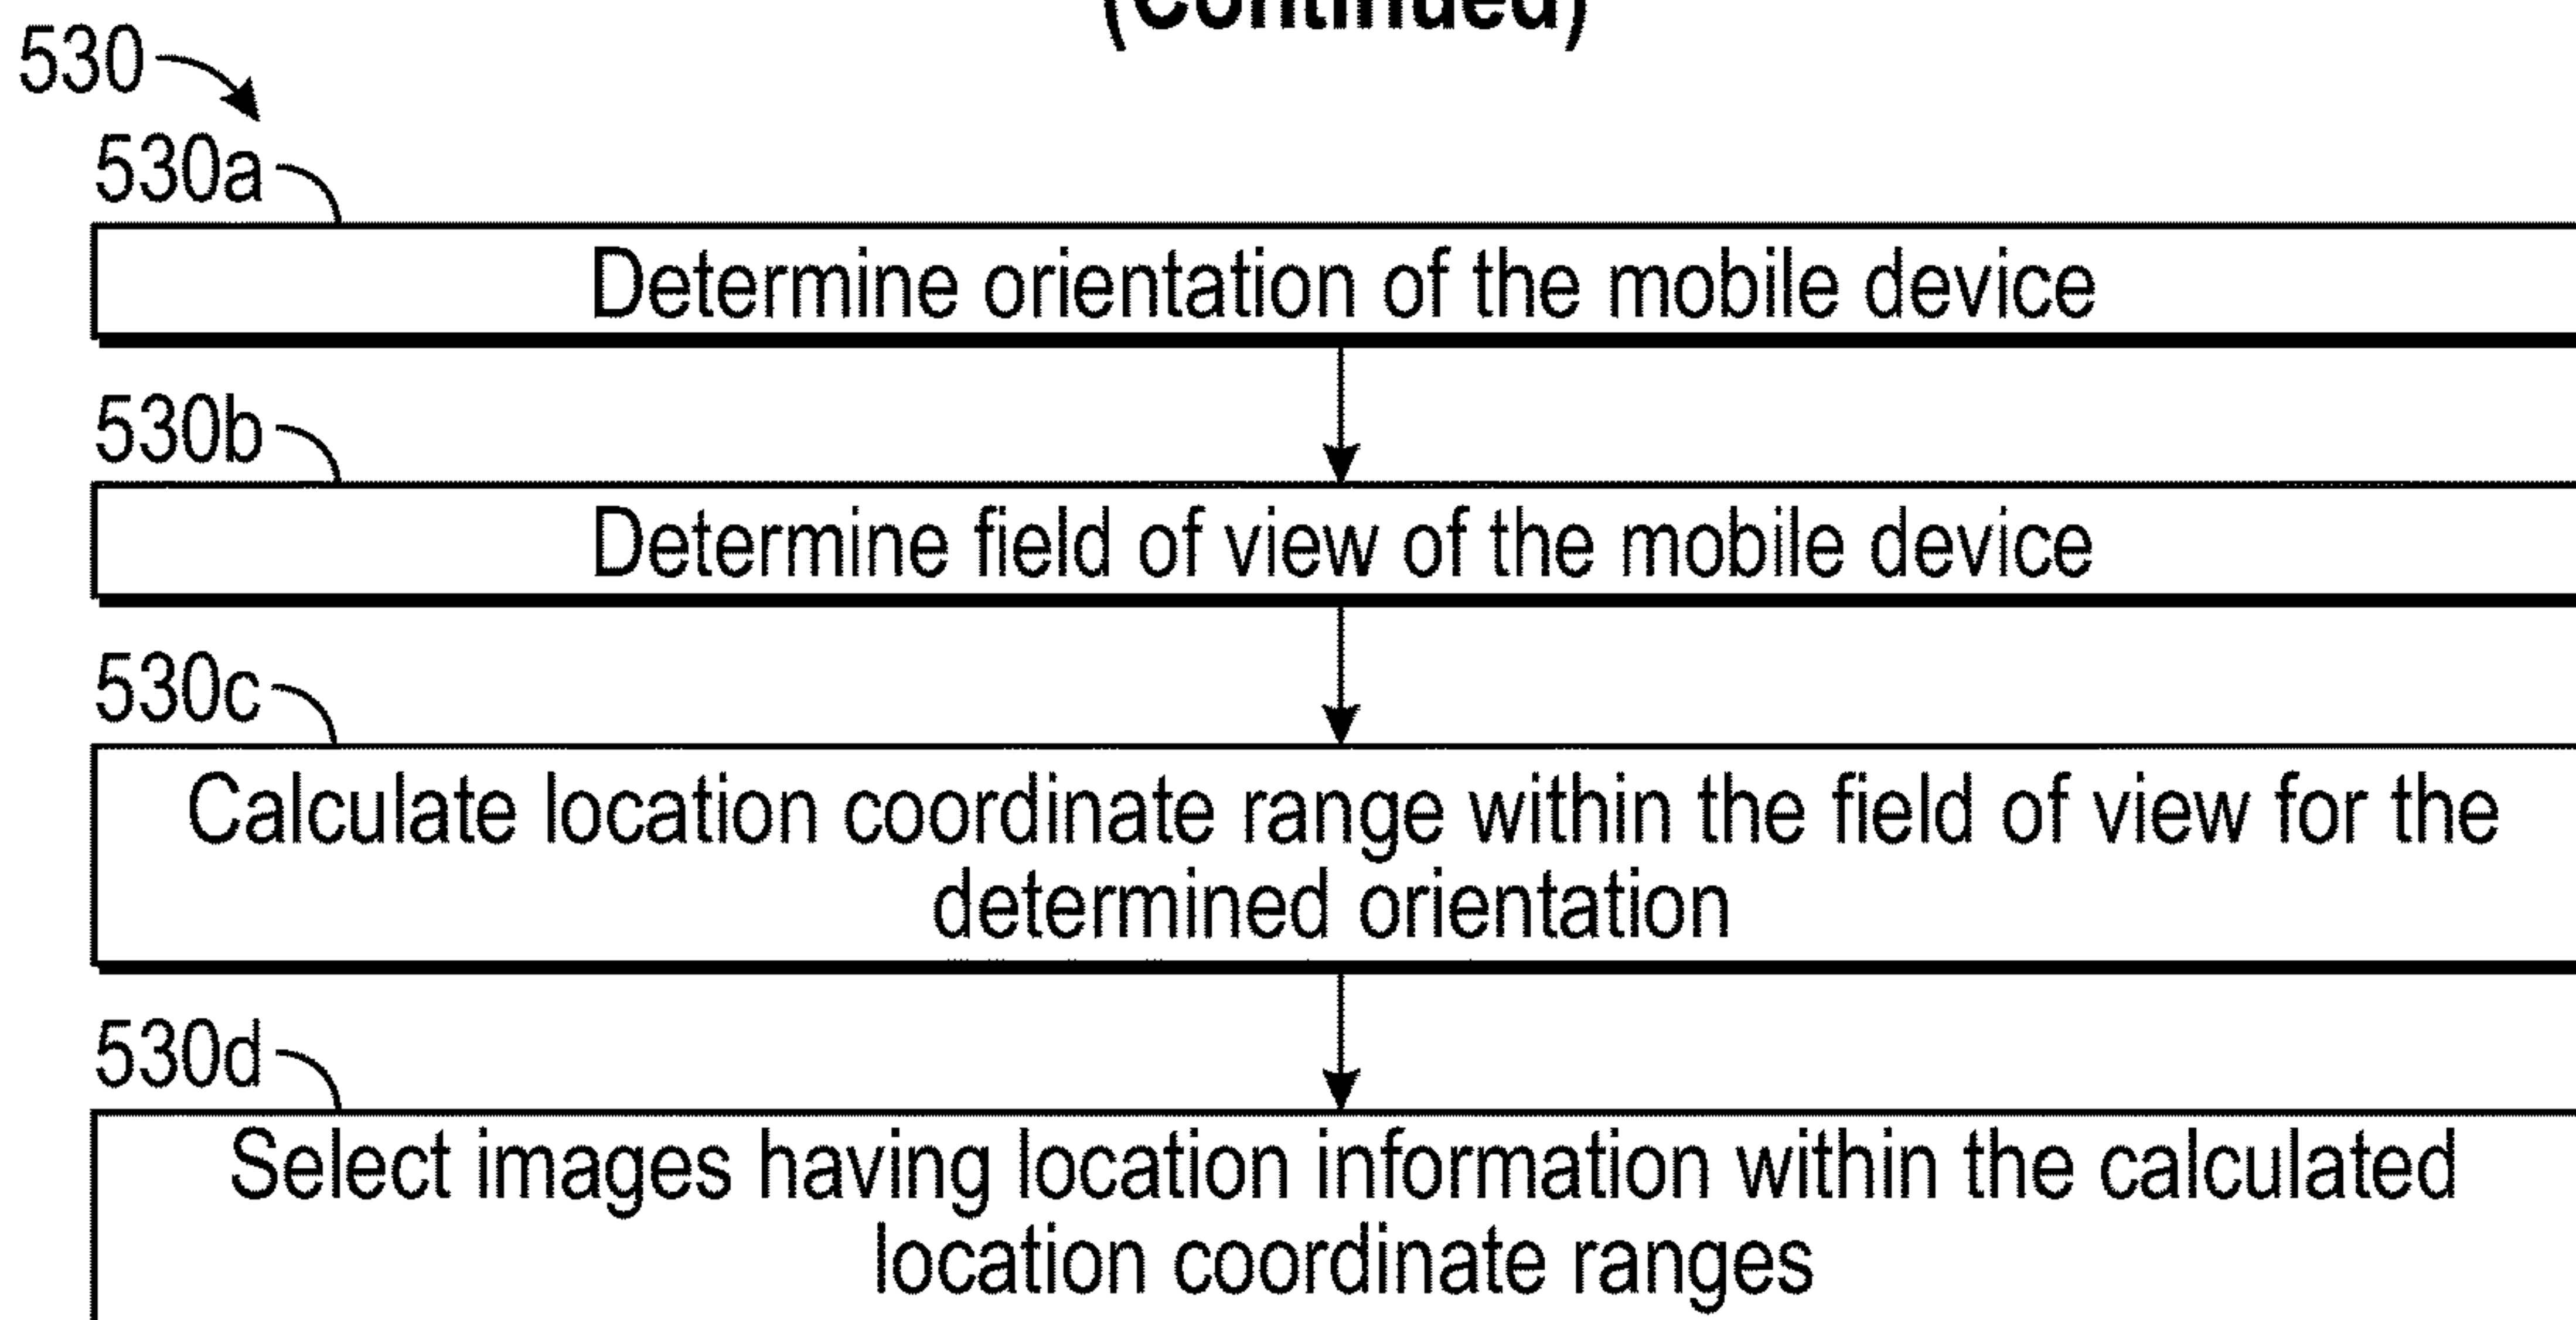 (Continued)
530
530a
Determine orientation of the mobile device
530b
Determine field of view of the mobile device
530c
Calculate location coordinate range within the field of view for the
determined orientation
530d
Select images having location information within the calculated
location coordinate ranges